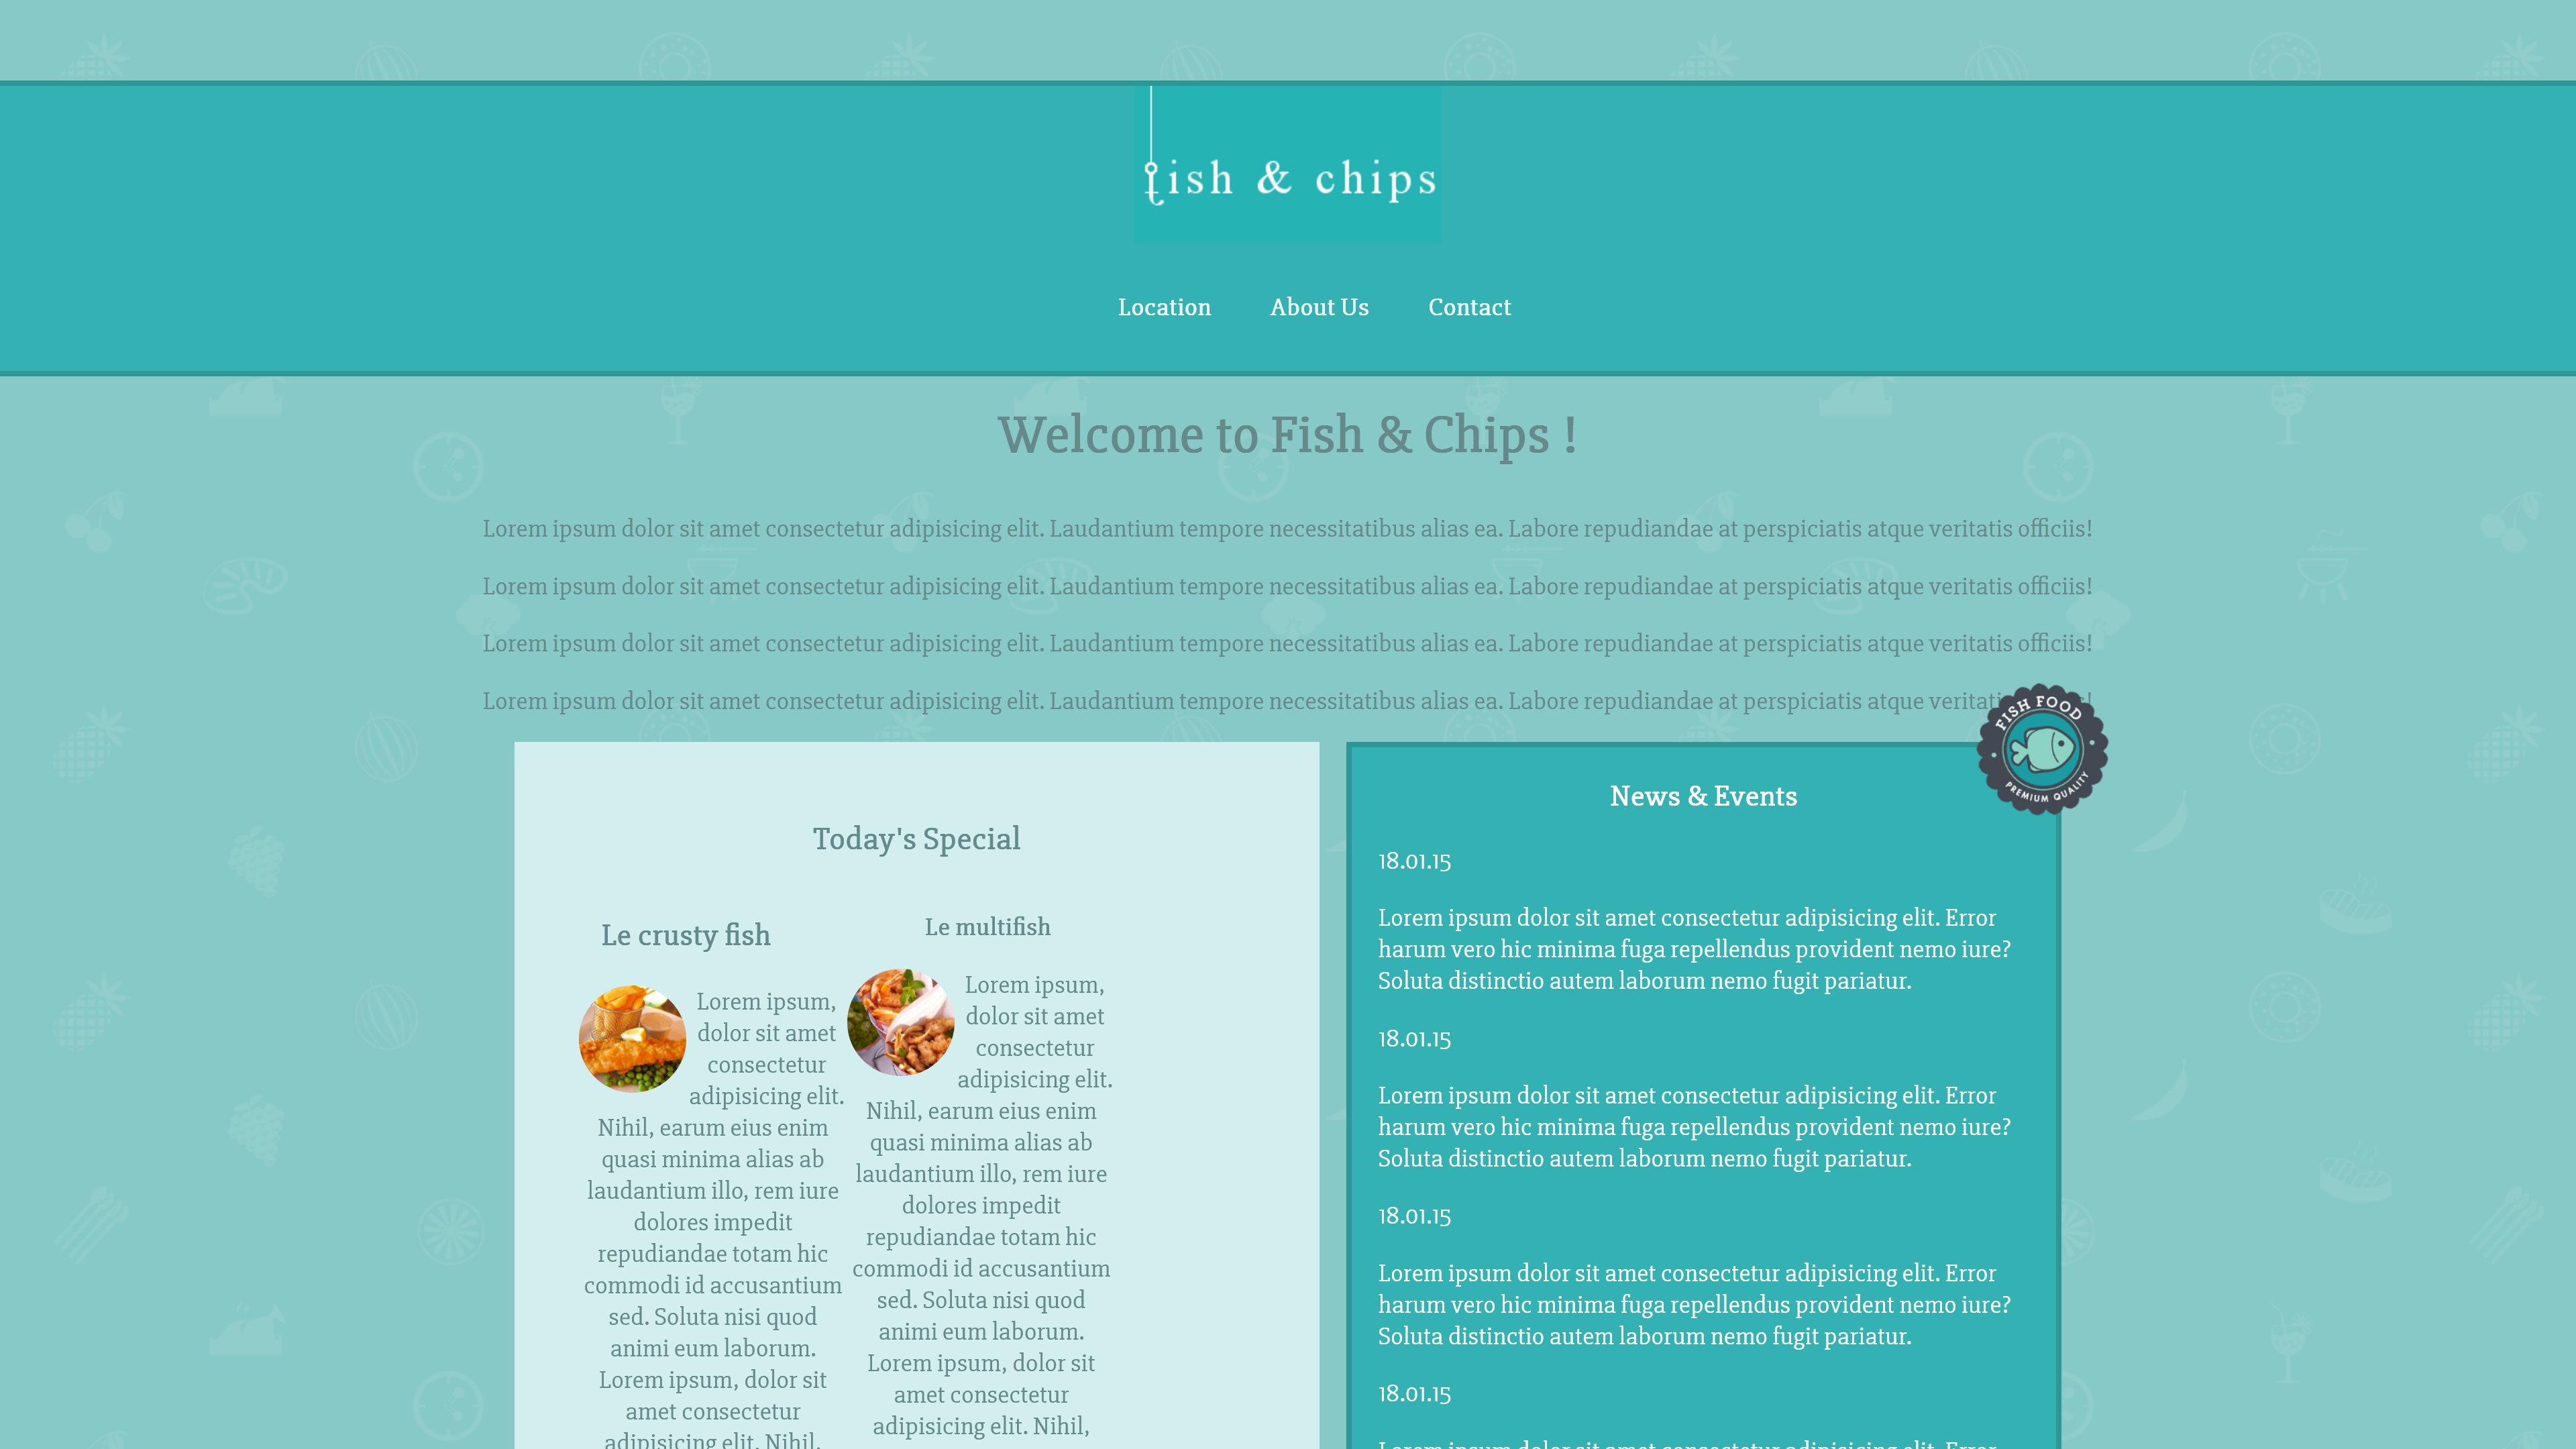 fish & chips
Location About Us Contact
Welcome to Fish & Chips !
Lorem ipsum dolor sit amet consectetur adipisicing elit. Laudantium tempore necessitatibus alias ea. Labore repudiandae at perspiciatis atque veritatis officiis!
Lorem ipsum dolor sit amet consectetur adipisicing elit. Laudantium tempore necessitatibus alias ea. Labore repudiandae at perspiciatis atque veritatis officiis!
Lorem ipsum dolor sit amet consectetur adipisicing elit. Laudantium tempore necessitatibus alias ea. Labore repudiandae at perspiciatis atque veritatis officiis!
Lorem ipsum dolor sit amet consectetur adipisicing elit. Laudantium tempore necessitatibus alias ea. Labore repudiandae at perspiciatis atque
Today's Special
Le crusty fish
Lorem ipsum,
dolor sit amet
consectetur
adipisicing elit.
Nihil, earum eius enim
quasi minima alias ab
laudantium illo, rem iure
dolores impedit
repudiandae totam hic
commodi id accusantium
sed. Soluta nisi quod
animi eum laborum.
Lorem ipsum, dolor sit
amet consectetur
adipisicing elit. Nihil,
Le multifish
Lorem ipsum,
dolor sit amet
consectetur
adipisicing elit.
Nihil, earum eius enim
quasi minima alias ab
laudantium illo, rem iure
dolores impedit
repudiandae totam hic
commodi id accusantium
sed. Soluta nisi quod
animi eum laborum.
Lorem ipsum, dolor sit
amet consectetur
adipisicing elit. Nihil,
FISH FOOD
PREMIUM QUALITY
News & Events
18.01.15
Lorem ipsum dolor sit amet consectetur adipisicing elit. Error
harum vero hic minima fuga repellendus provident nemo iure?
Soluta distinctio autem laborum nemo fugit pariatur.
18.01.15
Lorem ipsum dolor sit amet consectetur adipisicing elit. Error
harum vero hic minima fuga repellendus provident nemo iure?
Soluta distinctio autem laborum nemo fugit pariatur.
18.01.15
Lorem ipsum dolor sit amet consectetur adipisicing elit. Error
harum vero hic minima fuga repellendus provident nemo iure?
Soluta distinctio autem laborum nemo fugit pariatur.
18.01.15